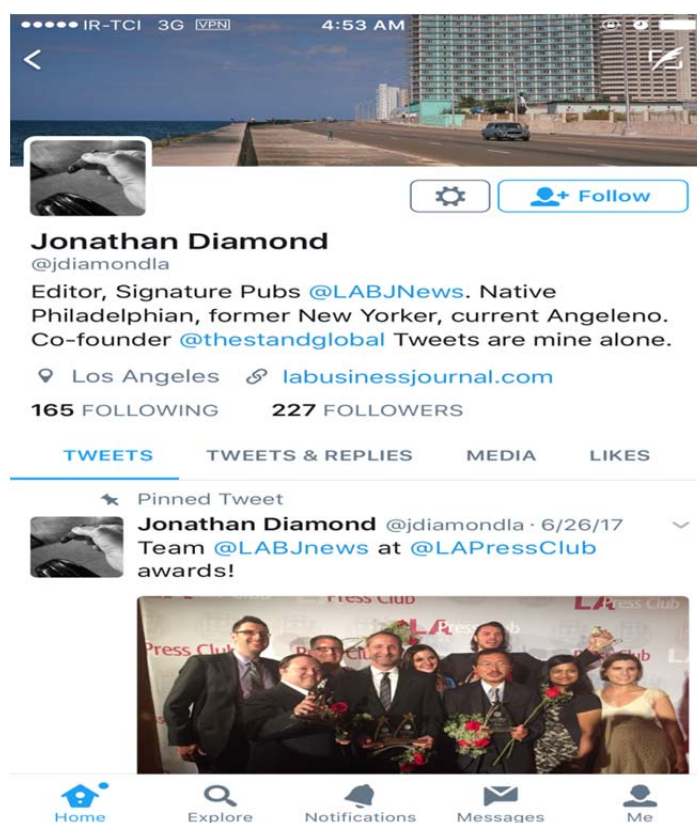 IR-TCI 3G VPN 4:53 AM
Follow
Jonathan Diamond
@jdiamondla
Editor, Signature Pubs @LABJNews. Native
Philadelphian, former New Yorker, current Angeleno.
Co-founder @thestandglobal Tweets are mine alone.
Los Angeles labusinessjournal.com
165 FOLLOWING 227 FOLLOWERS
TWEETS TWEETS & REPLIES MEDIA LIKES
Pinned Tweet
Jonathan Diamond @jdiamondla · 6/26/17
Team @LABJnews at @LAPressClub
awards!
Press Club
LA Press Club
Press Club
Home Explore Notifications Messages Me